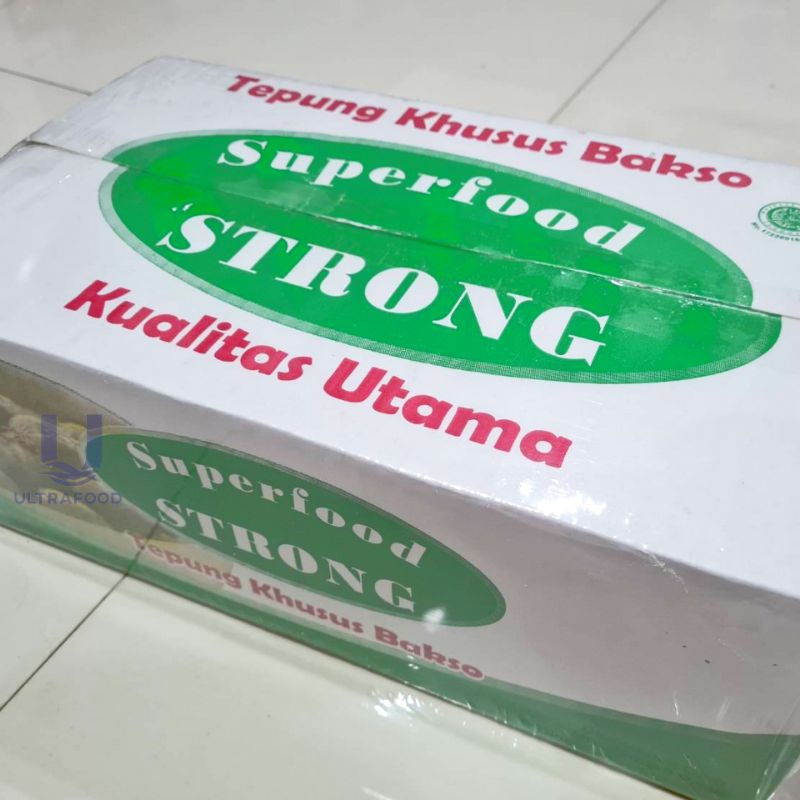 Tepung Khusus Bakso
Superfood
STRONG
Kualitas Utama
Superfood
STRONG
Tepung Khusus Bakso
U
ULTRAFOOD